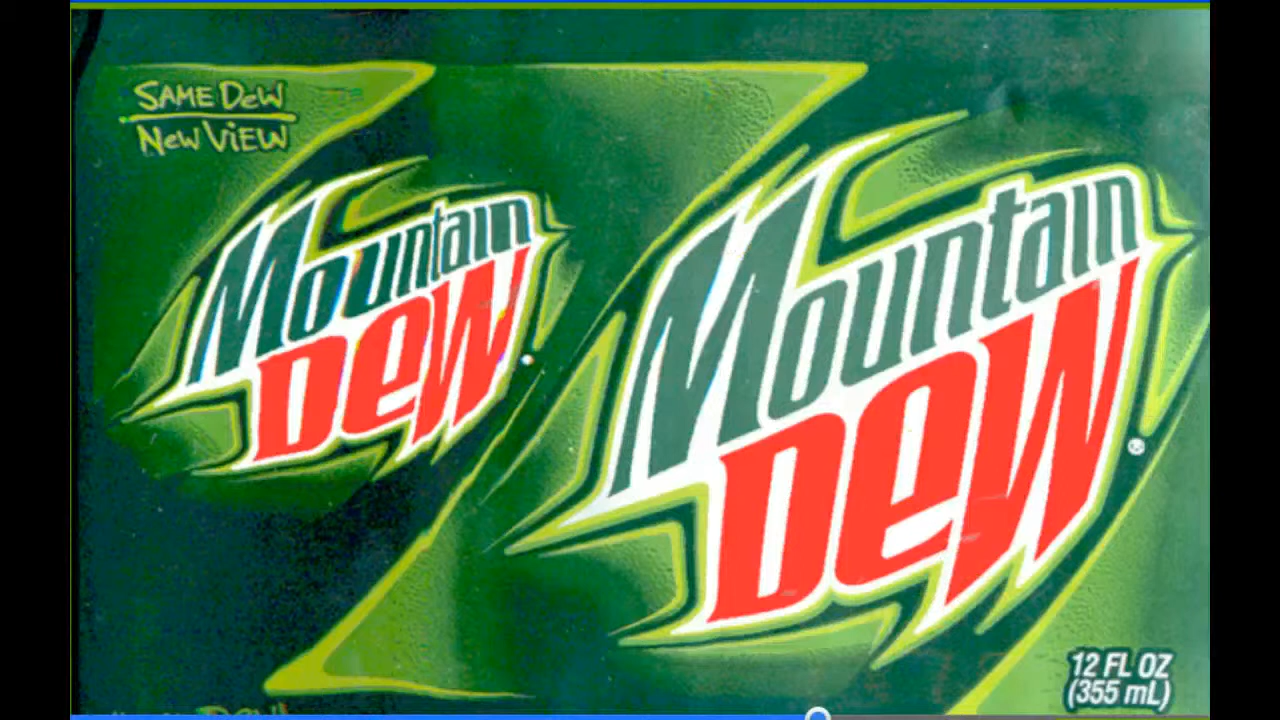 SAME DeW
NeW ViEW
Mountain
DEW
Mountain
DEW
®
12 FL OZ
(355 mL)